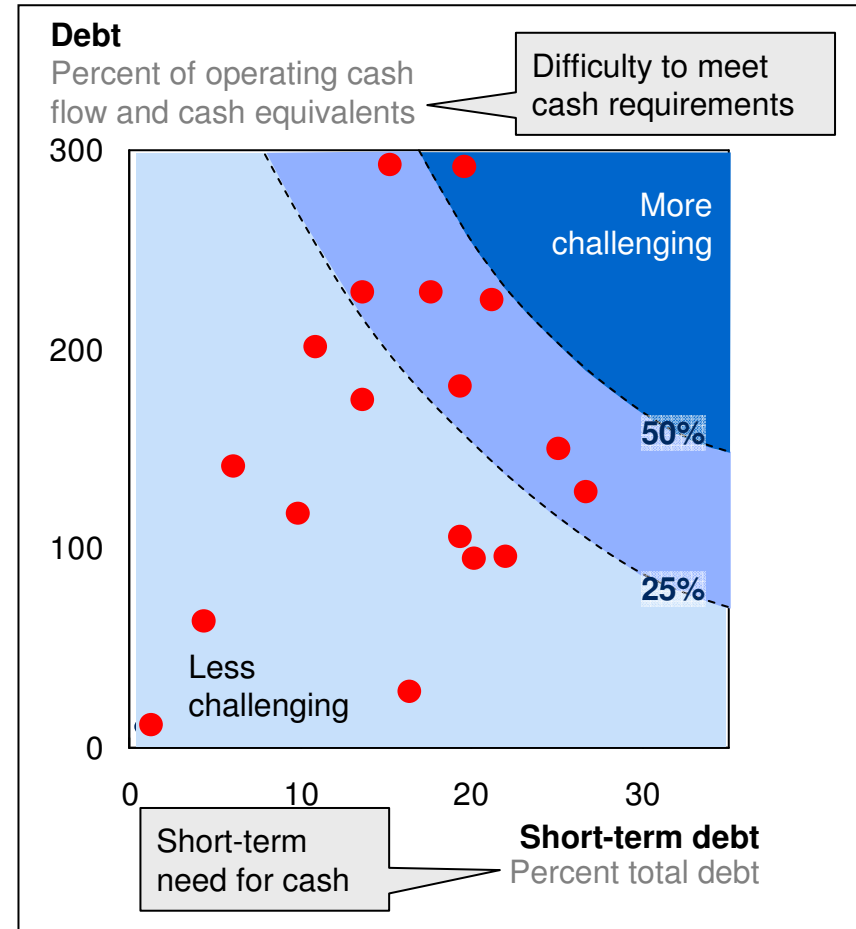 Debt
Percent of operating cash
flow and cash equivalents
Difficulty to meet
cash requirements
300
More
challenging
200
50%
100
25%
Less
challenging
0
0
10
20
30
Short-term
need for cash
Short-term debt
Percent total debt